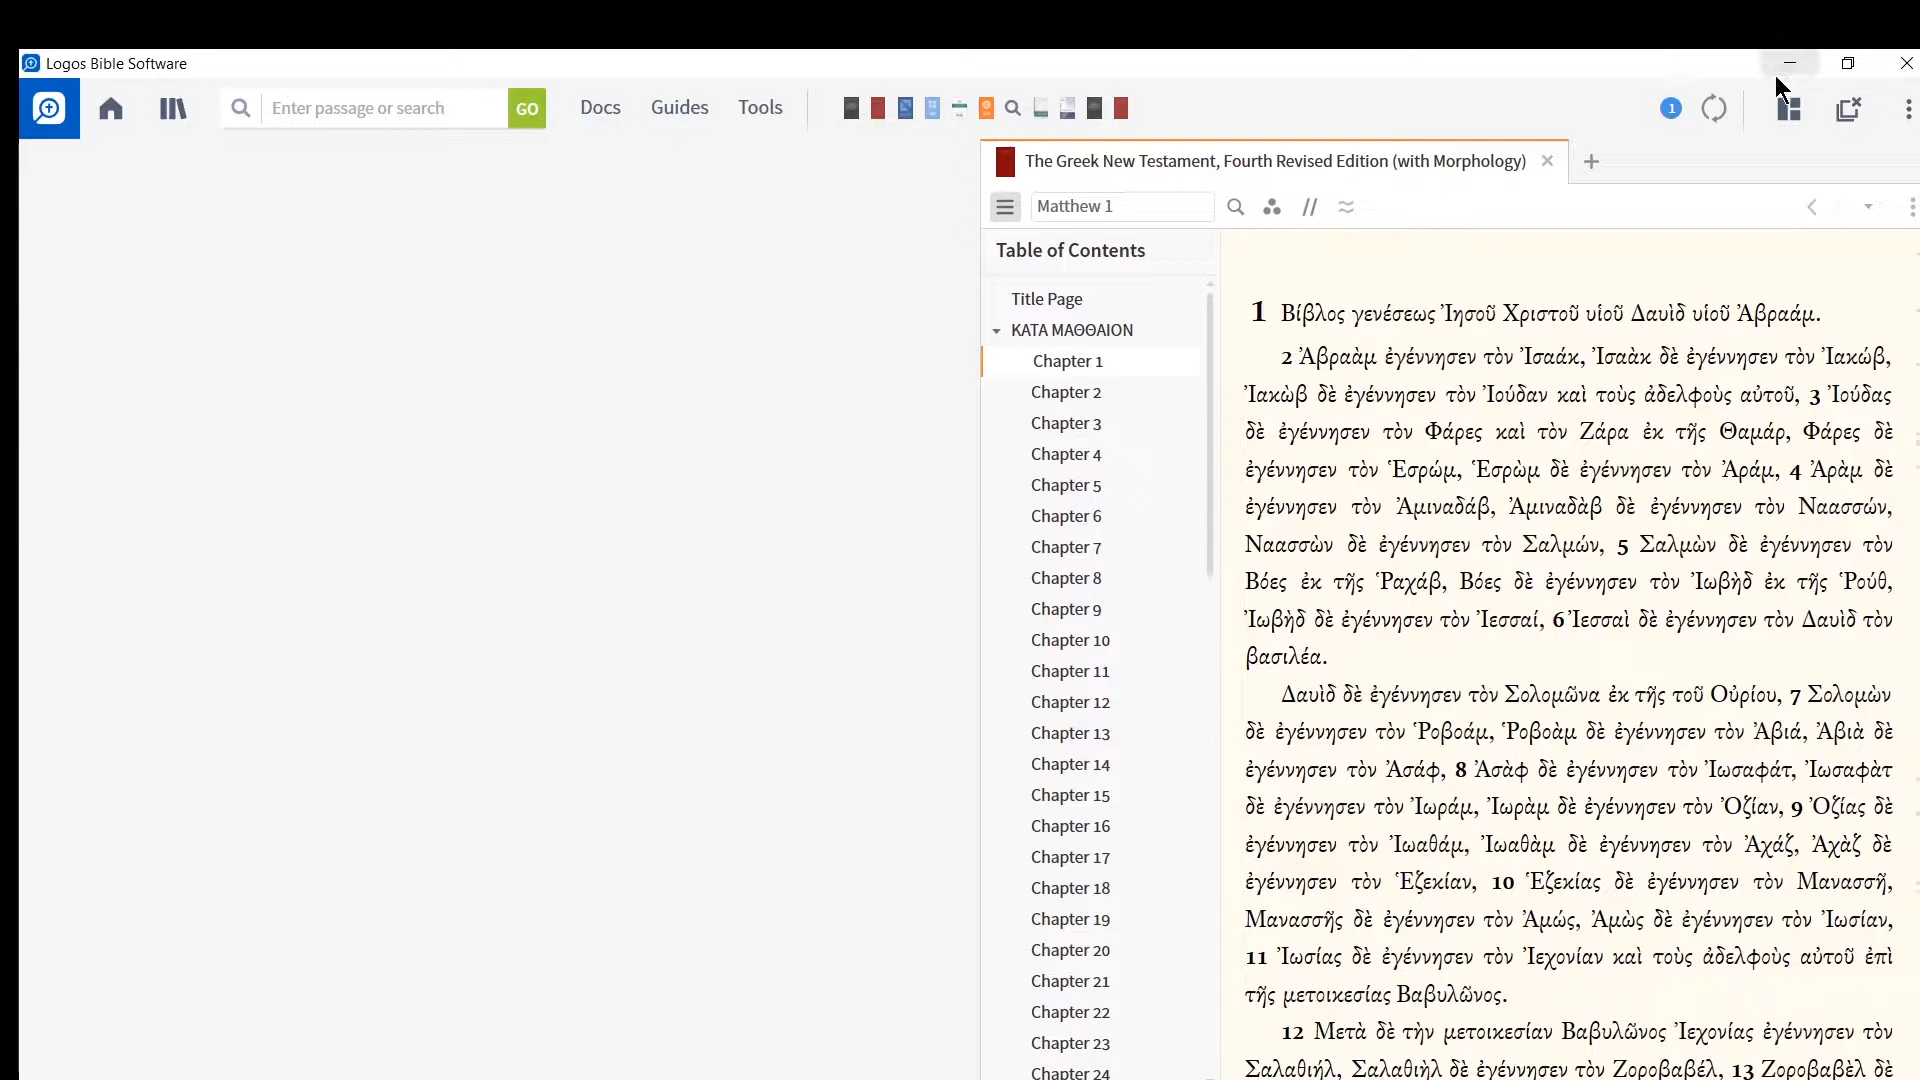 Logos Bible Software
Enter passage or search
GO
Docs
Guides
Tools
1
The Greek New Testament, Fourth Revised Edition (with Morphology)
Matthew 1
Table of Contents
Title Page
ΚΑΤΑ ΜΑΘΘΑΙΟΝ
Chapter 1
Chapter 2
Chapter 3
Chapter 4
Chapter 5
Chapter 6
Chapter 7
Chapter 8
Chapter 9
Chapter 10
Chapter 11
Chapter 12
Chapter 13
Chapter 14
Chapter 15
Chapter 16
Chapter 17
Chapter 18
Chapter 19
Chapter 20
Chapter 21
Chapter 22
Chapter 23
Chapter 24
1 Βίβλος γενέσεως Ἰησοῦ Χριστοῦ υἱοῦ Δαυὶδ υἱοῦ Ἀβραάμ.
2 Ἀβραὰμ ἐγέννησεν τὸν Ἰσαάκ, Ἰσαὰκ δὲ ἐγέννησεν τὸν Ἰακώβ,
Ἰακὼβ δὲ ἐγέννησεν τὸν Ἰούδαν καὶ τοὺς ἀδελφοὺς αὐτοῦ, 3 Ἰούδας
δὲ ἐγέννησεν τὸν Φάρες καὶ τὸν Ζάρα ἐκ τῆς Θαμάρ, Φάρες δὲ
ἐγέννησεν τὸν Ἑσρώμ, Ἑσρὼμ δὲ ἐγέννησεν τὸν Ἀράμ, 4 Ἀρὰμ δὲ
ἐγέννησεν τὸν Ἀμιναδάβ, Ἀμιναδὰβ δὲ ἐγέννησεν τὸν Ναασσών,
Ναασσὼν δὲ ἐγέννησεν τὸν Σαλμών, 5 Σαλμὼν δὲ ἐγέννησεν τὸν
Βόες ἐκ τῆς Ῥαχάβ, Βόες δὲ ἐγέννησεν τὸν Ἰωβὴδ ἐκ τῆς Ῥούθ,
Ἰωβὴδ δὲ ἐγέννησεν τὸν Ἰεσσαί, 6 Ἰεσσαὶ δὲ ἐγέννησεν τὸν Δαυὶδ τὸν
βασιλέα.
Δαυὶδ δὲ ἐγέννησεν τὸν Σολομῶνα ἐκ τῆς τοῦ Οὐρίου, 7 Σολομὼν
δὲ ἐγέννησεν τὸν Ῥοβοάμ, Ῥοβοὰμ δὲ ἐγέννησεν τὸν Ἀβιά, Ἀβιὰ δὲ
ἐγέννησεν τὸν Ἀσάφ, 8 Ἀσὰφ δὲ ἐγέννησεν τὸν Ἰωσαφάτ, Ἰωσαφὰτ
δὲ ἐγέννησεν τὸν Ἰωράμ, Ἰωρὰμ δὲ ἐγέννησεν τὸν Ὀζίαν, 9 Ὀζίας δὲ
ἐγέννησεν τὸν Ἰωαθάμ, Ἰωαθὰμ δὲ ἐγέννησεν τὸν Ἀχάζ, Ἀχὰζ δὲ
ἐγέννησεν τὸν Ἑζεκίαν, 10 Ἑζεκίας δὲ ἐγέννησεν τὸν Μανασσῆ,
Μανασσῆς δὲ ἐγέννησεν τὸν Ἀμώς, Ἀμὼς δὲ ἐγέννησεν τὸν Ἰωσίαν,
11 Ἰωσίας δὲ ἐγέννησεν τὸν Ἰεχονίαν καὶ τοὺς ἀδελφοὺς αὐτοῦ ἐπὶ
τῆς μετοικεσίας Βαβυλῶνος.
12 Μετὰ δὲ τὴν μετοικεσίαν Βαβυλῶνος Ἰεχονίας ἐγέννησεν τὸν
Σαλαθιήλ, Σαλαθιὴλ δὲ ἐγέννησεν τὸν Ζοροβαβέλ, 13 Ζοροβαβὲλ δὲ